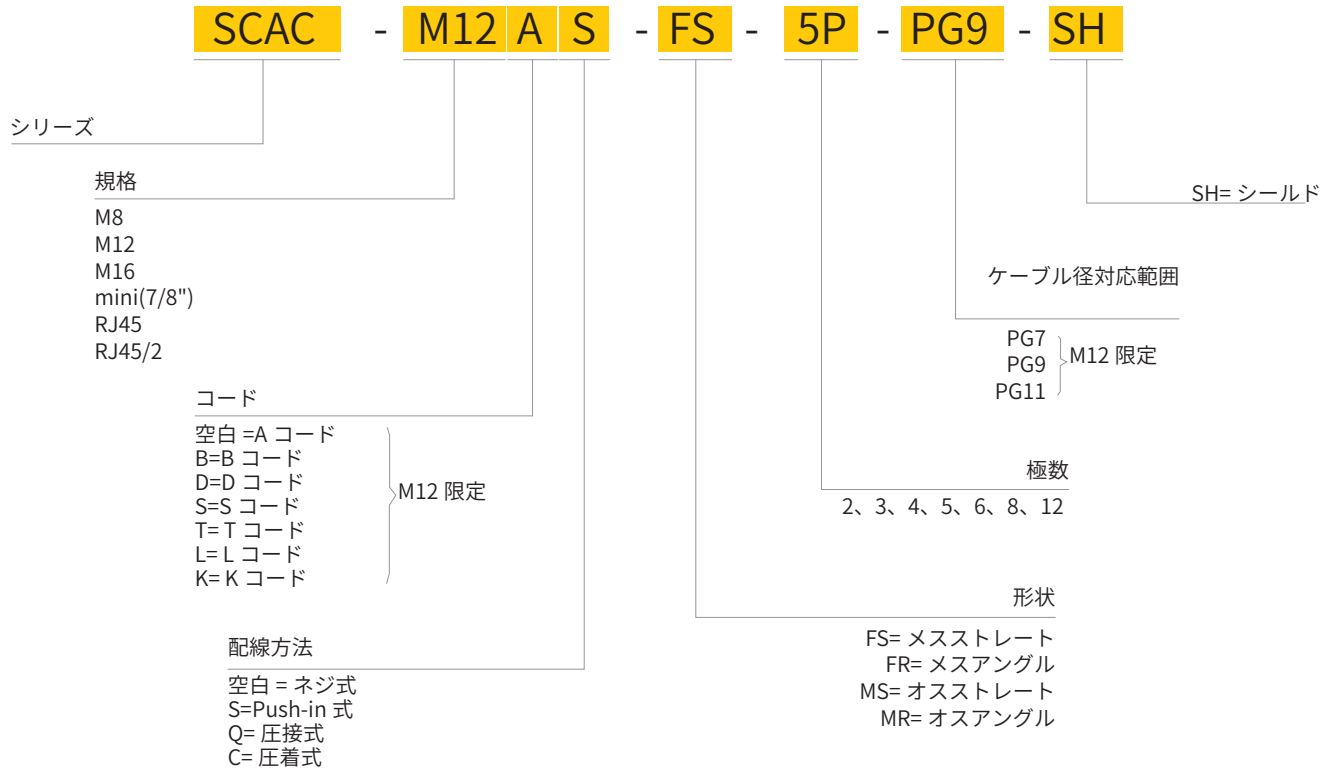 SCAC - M12 A S - FS - 5P - PG9 - SH
シリーズ
規格
M8
M12
M16
mini(7/8")
RJ45
RJ45/2
SH= シールド
ケーブル径対応範囲
PG7
PG9
PG11
M12 限定
コード
空白 =A コード
B=B コード
D=D コード
S=S コード
T= T コード
L= L コード
K= K コード
M12 限定
極数
2、3、4、5、6、8、12
形状
FS= メスストレート
FR= メスアングル
MS= オスストレート
MR= オスアングル
配線方法
空白 = ネジ式
S=Push-in 式
Q= 圧接式
C= 圧着式